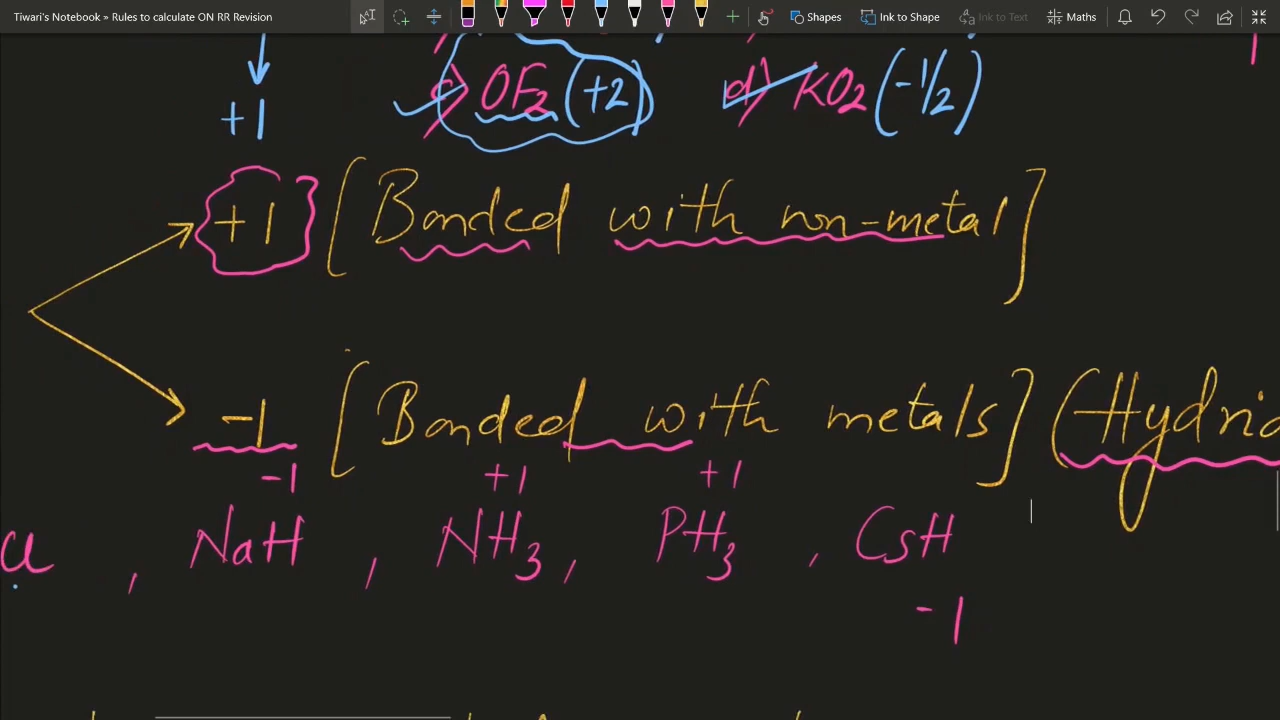 Tiwari's Notebook » Rules to calculate ON RR Revision
Shapes Ink to Shape Ink to Text Maths
+1 c) OF2 (+2) d) KO2 (-1/2)
+1 [Bonded with non-metal]
-1 [Bonded with metals] (Hydrid
-1 +1 +1
Cl , NaH , NH3 , PH3 , CsH
-1